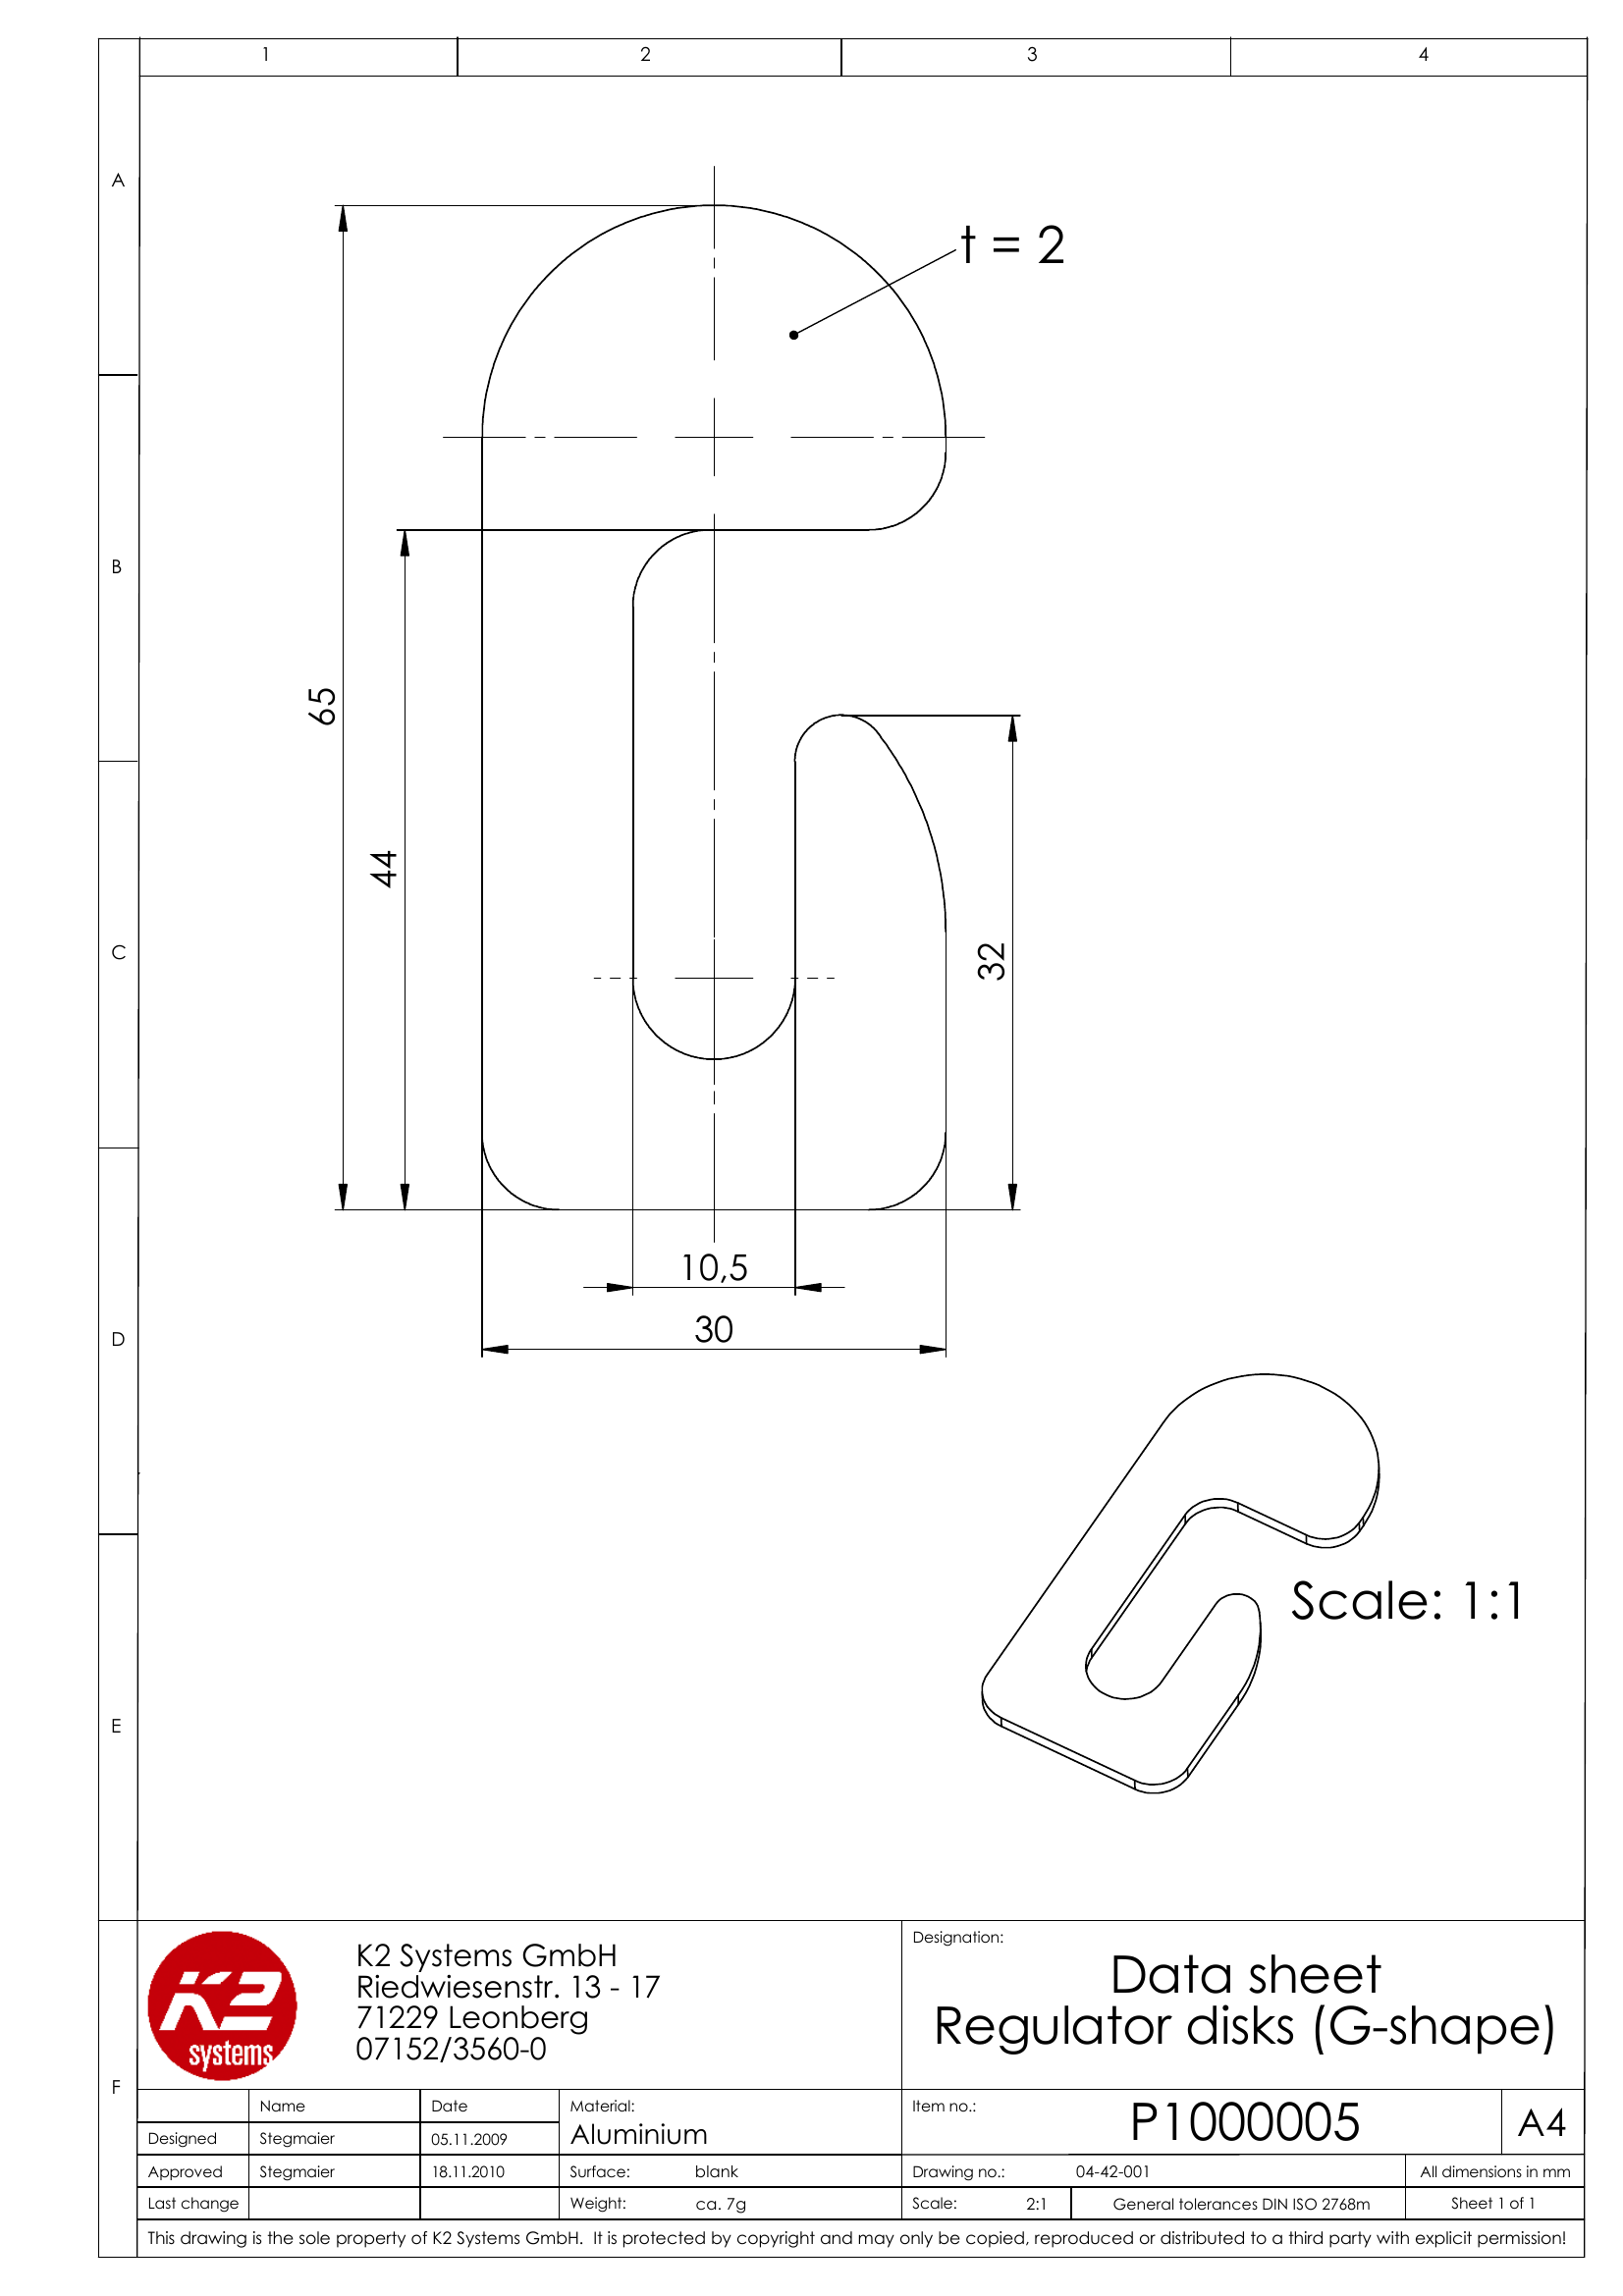 1 2 3 4
A
t = 2
B
65
44
C
32
10,5
30
D
Scale: 1:1
E
F
K2
systems
K2 Systems GmbH
Riedwiesenstr. 13 - 17
71229 Leonberg
07152/3560-0
Designation:
Data sheet
Regulator disks (G-shape)
Name Date Material: Item no.: P1000005 A4
Designed Stegmaier 05.11.2009 Aluminium
Approved Stegmaier 18.11.2010 Surface: blank Drawing no.: 04-42-001 All dimensions in mm
Last change Weight: ca. 7g Scale: 2:1 General tolerances DIN ISO 2768m Sheet 1 of 1
This drawing is the sole property of K2 Systems GmbH. It is protected by copyright and may only be copied, reproduced or distributed to a third party with explicit permission!